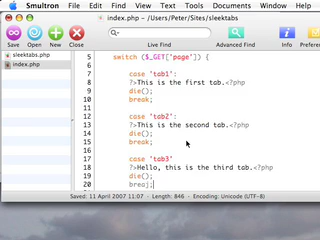 Smultron File Edit View Text Tools Document Window Help
index.php — /Users/Peter/Sites/sleektabs
Save Open New Close Live Find Advanced Find Info
sleektabs.php
index.php
5 switch ($_GET['page']) {
6
7 case 'tab1':
8 ?>This is the first tab.<?php
9 die();
10 break;
11
12 case 'tab2':
13 ?>This is the second tab.<?php
14 die();
15 break;
16
17 case 'tab3'
18 ?>Hello, this is the third tab.<?php
19 die();
20 breaj;
Saved: 11 April 2007 11:07 · Length: 846 · Encoding: Unicode (UTF-8)